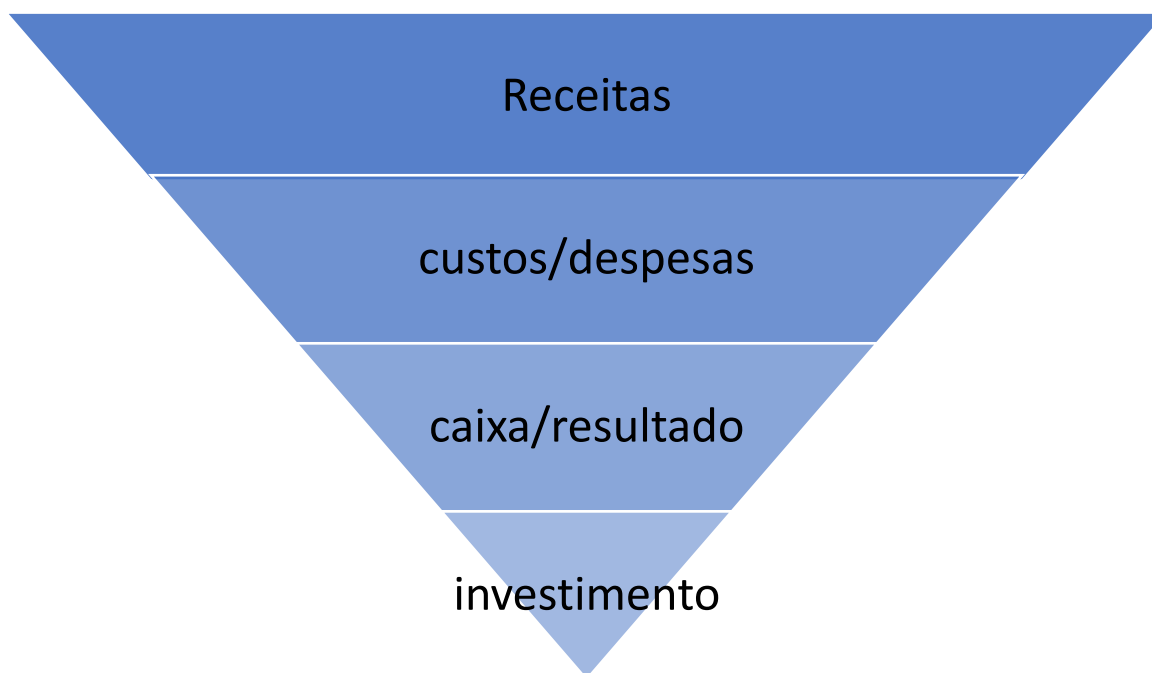 Receitas
custos/despesas
caixa/resultado
investimento